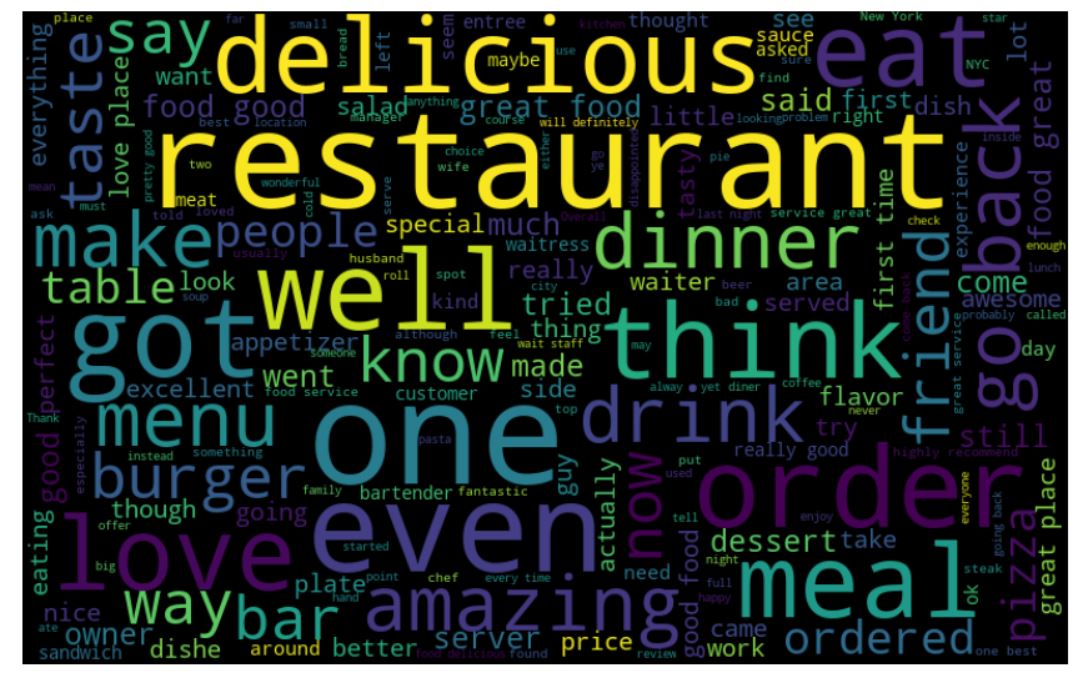 place
far
small
bread
left
seem
entree
thought
see
New York
star
say
delicious
maybe
sauce
asked
eat
NYC
lot
everything
taste
want
love place
food good
salad
anything
manager
great food
sure
find
said
first
dish
little
looking
problem
right
best
location
course
will definitely
restaurant
two
meat
pretty good
wonderful
choice
wife
either
go
ye
pie
disappointed
tasty
inside
go back
food great
mean
must
ask
told
loved
cold
serve
special
much
Overall
last night
service great
check
experience
first time
friend
enough
lunch
make
people
usually
husband
roll
waitress
dinner
table
look
soup
well
spot
city
kind
really
waiter
beer
area
come
awesome
served
bad
tried
thing
probably
called
got
appetizer
although
feel
someone
wait staff
may
think
come back
great service
day
perfect
good
excellent
went
know
made
food service
customer
side
alway
yet diner
coffee
never
flavor
Thank
menu
one
top
pasta
drink
try
still
especially
instead
something
really good
highly recommend
burger
family
bartender
fantastic
guy
actually
now
put
used
order
everyone
going back
great place
though
going
offer
love
even
started
tell
enjoy
pizza
eating
big
plate
point
chef
every time
need
dessert
take
night
full
meal
steak
ok
nice
way
bar
hand
amazing
good food
happy
ate
owner
server
price
came
work
ordered
sandwich
dishe
around
better
food delicious
found
review
one best